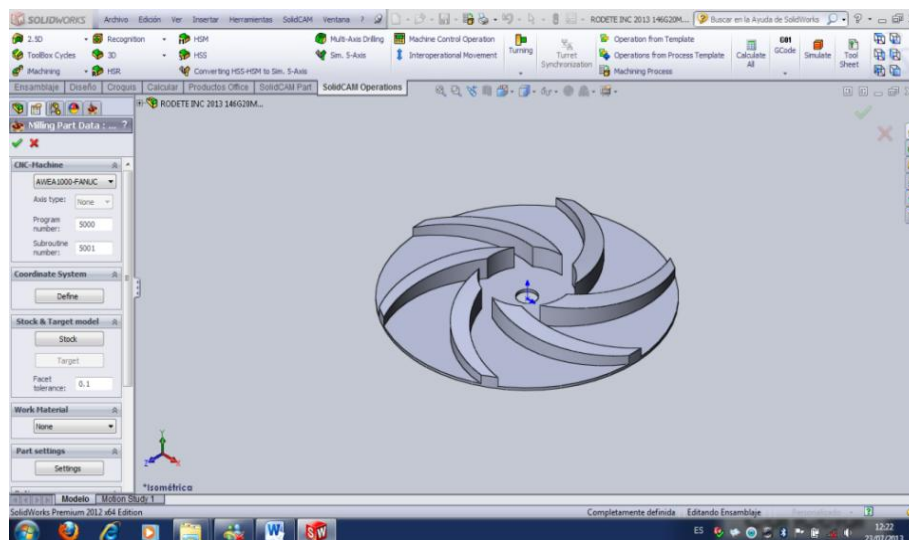 SOLIDWORKS Archivo Edición Ver Insertar Herramientas SolidCAM Ventana ? RODETE INC 2013 146G20M... Buscar en la Ayuda de SolidWorks
2.5D Recognition HSM Multi-Axis Drilling Machine Control Operation Operation from Template
ToolBox Cycles 3D HSS Sim. 5-Axis Interoperational Movement Turning Turret Synchronization Operations from Process Template Calculate All G01 GCode Simulate Tool Sheet
Machining HSR Converting HSS-HSM to Sim. 5-Axis Machining Process
Ensamblaje Diseño Croquis Calcular Productos Office SolidCAM Part SolidCAM Operations
RODETE INC 2013 146G20M...
Milling Part Data : ... ?
CNC-Machine
AWEA1000-FANUC
Axis type: None
Program number: 5000
Subroutine number: 5001
Coordinate System
Define
Stock & Target model
Stock
Target
Facet tolerance: 0.1
Work Material
None
Part settings
Settings
Y
Z
X
*Isométrica
Modelo Motion Study 1
SolidWorks Premium 2012 x64 Edition Completamente definida Editando Ensamblaje
ES 12:22
23/07/2013